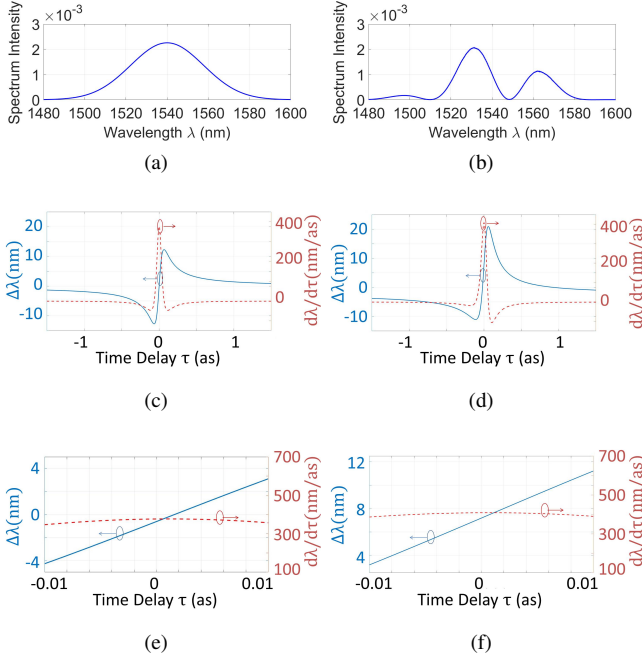 3 ×10⁻³
Spectrum Intensity
2
1
0
1480 1500 1520 1540 1560 1580 1600
Wavelength λ (nm)
(a)
3 ×10⁻³
Spectrum Intensity
2
1
0
1480 1500 1520 1540 1560 1580 1600
Wavelength λ (nm)
(b)
Δλ(nm)
20
10
0
-10
400
200
0
dλ/dτ(nm/as)
-1 0 1
Time Delay τ (as)
(c)
Δλ(nm)
20
10
0
-10
400
200
0
dλ/dτ(nm/as)
-1 0 1
Time Delay τ (as)
(d)
Δλ(nm)
4
0
-4
700
500
300
100
dλ/dτ(nm/as)
-0.01 0 0.01
Time Delay τ (as)
(e)
Δλ(nm)
12
8
4
700
500
300
100
dλ/dτ(nm/as)
-0.01 0 0.01
Time Delay τ (as)
(f)